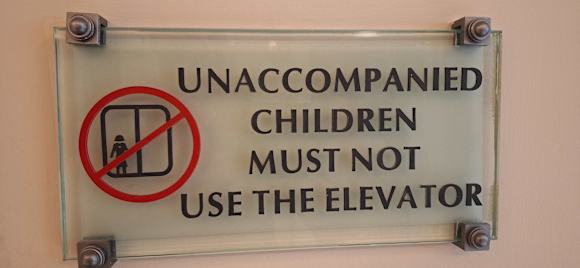 UNACCOMPANIED
CHILDREN
MUST NOT
USE THE ELEVATOR